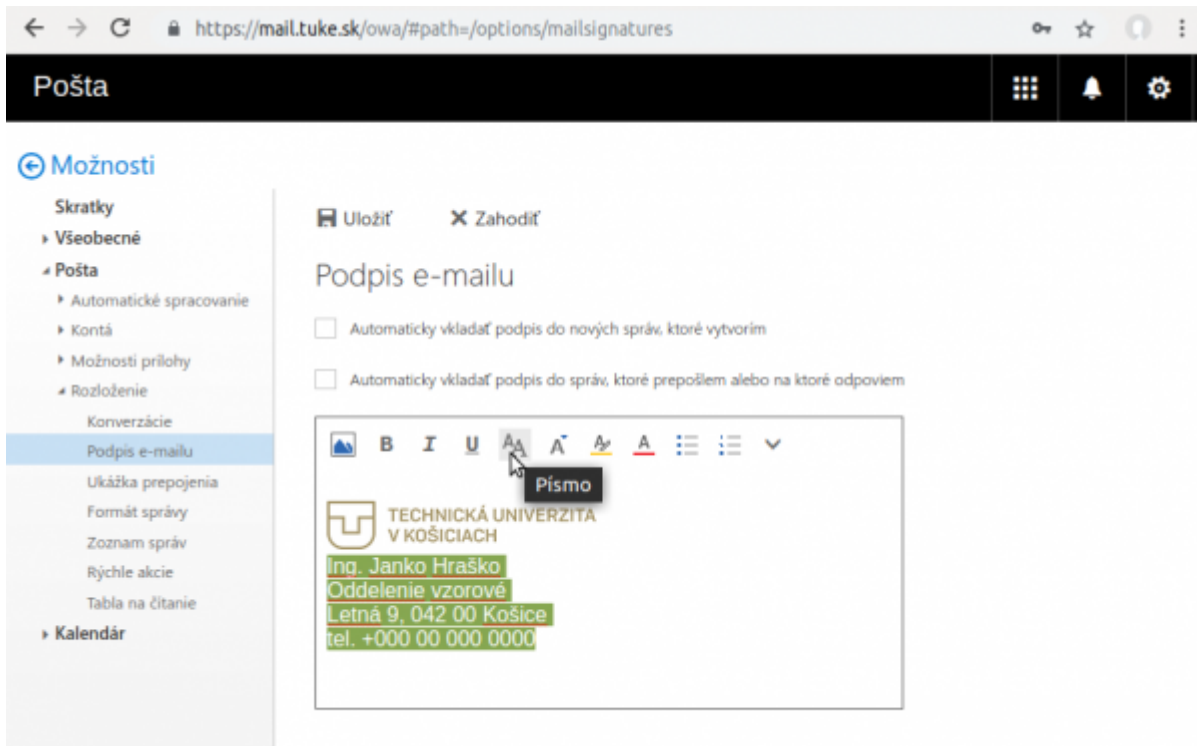 https://mail.tuke.sk/owa/#path=/options/mailsignatures
Pošta
Možnosti
Skratky
Všeobecné
Pošta
Automatické spracovanie
Kontá
Možnosti prílohy
Rozloženie
Konverzácie
Podpis e-mailu
Ukážka prepojenia
Formát správy
Zoznam správ
Rýchle akcie
Tabla na čítanie
Kalendár
Uložiť Zahodiť
Podpis e-mailu
Automaticky vkladať podpis do nových správ, ktoré vytvorím
Automaticky vkladať podpis do správ, ktoré prepošlem alebo na ktoré odpoviem
B I U AA A A A
Písmo
TECHNICKÁ UNIVERZITA
V KOŠICIACH
Ing. Janko Hraško
Oddelenie vzorové
Letná 9, 042 00 Košice
tel. +000 00 000 0000